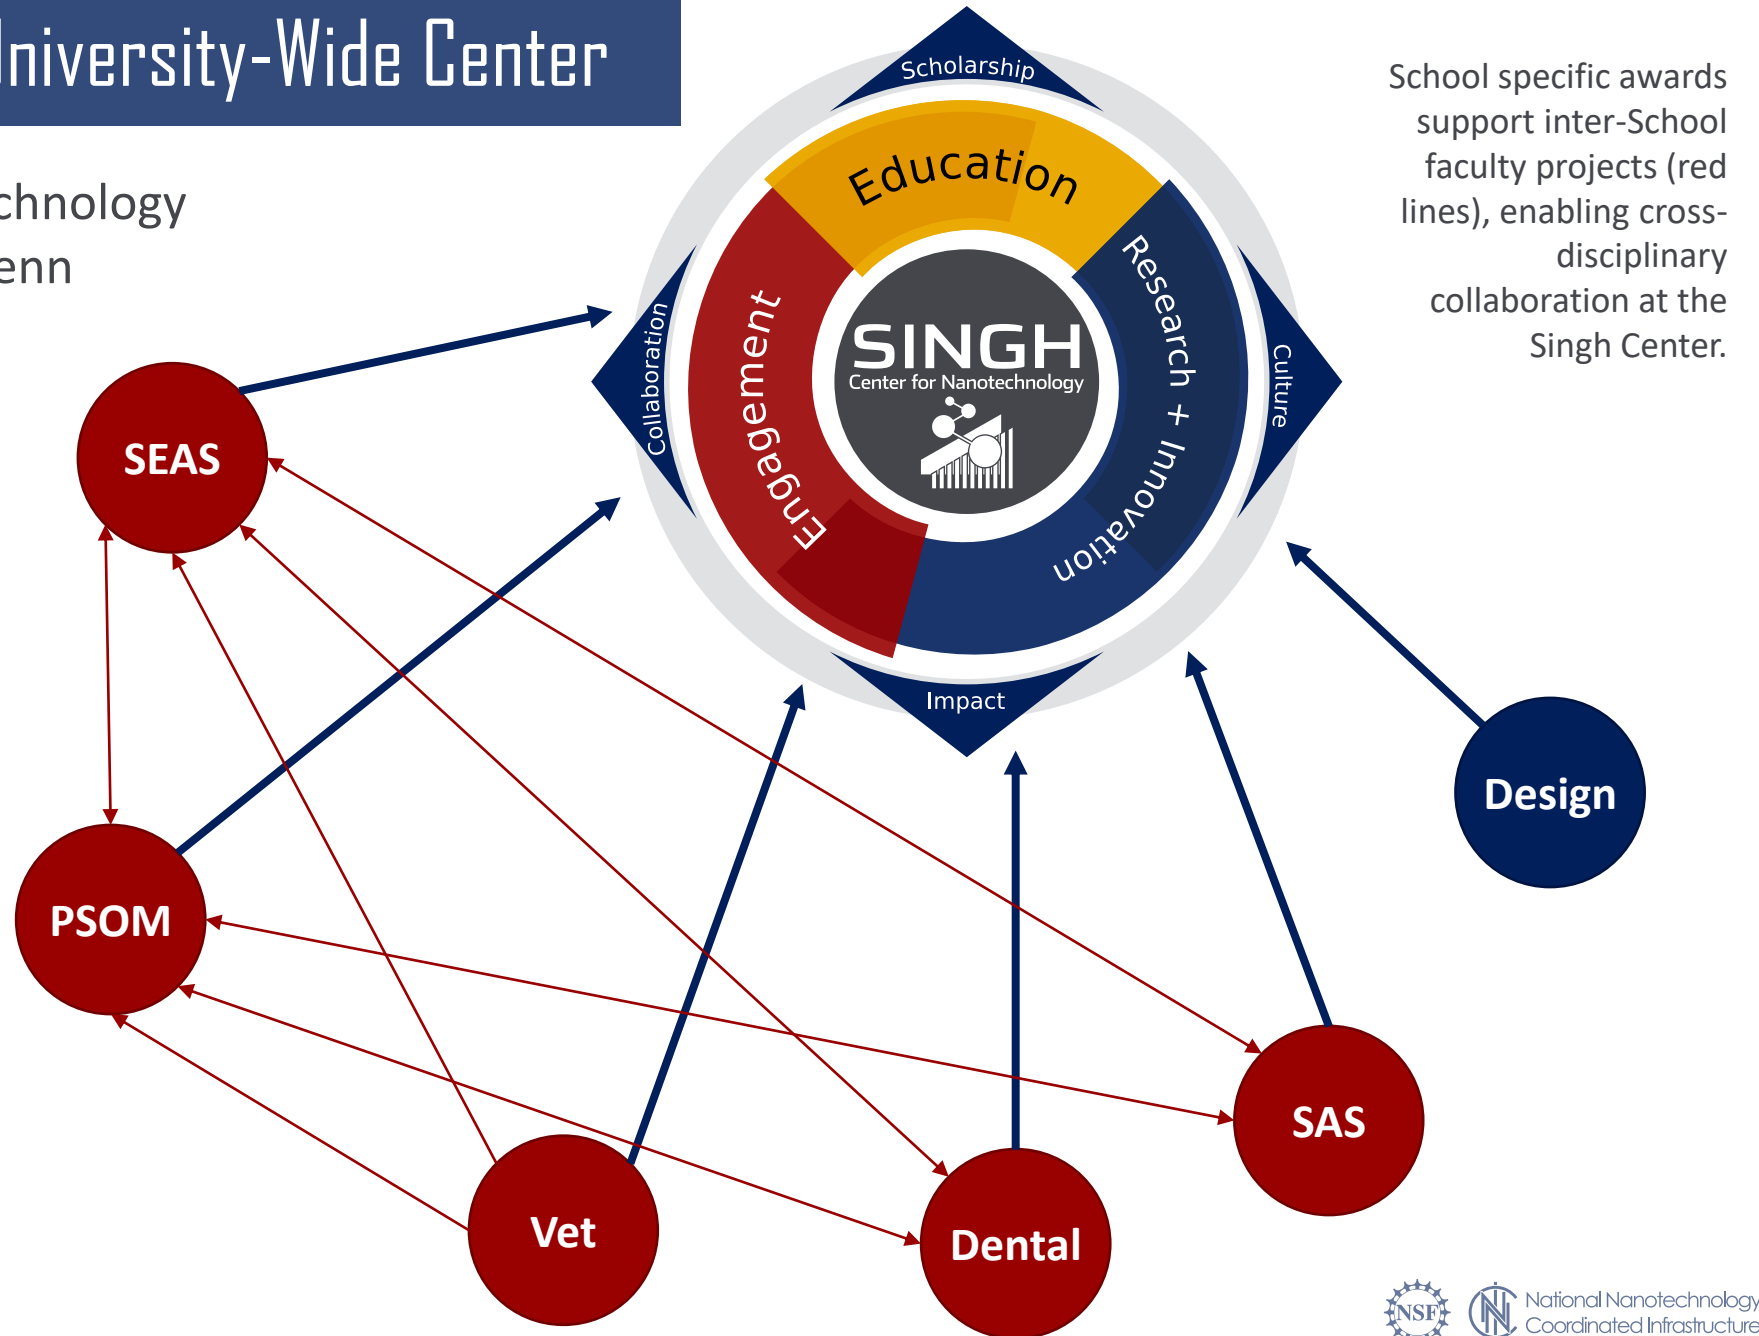 University-Wide Center
chnology
enn
School specific awards
support inter-School
faculty projects (red
lines), enabling cross-
disciplinary
collaboration at the
Singh Center.
Scholarship
Education
Collaboration
Engagement
SINGH
Center for Nanotechnology
Research + Innovation
Culture
Impact
SEAS
Design
PSOM
SAS
Vet
Dental
NSF
National Nanotechnology
Coordinated Infrastructure